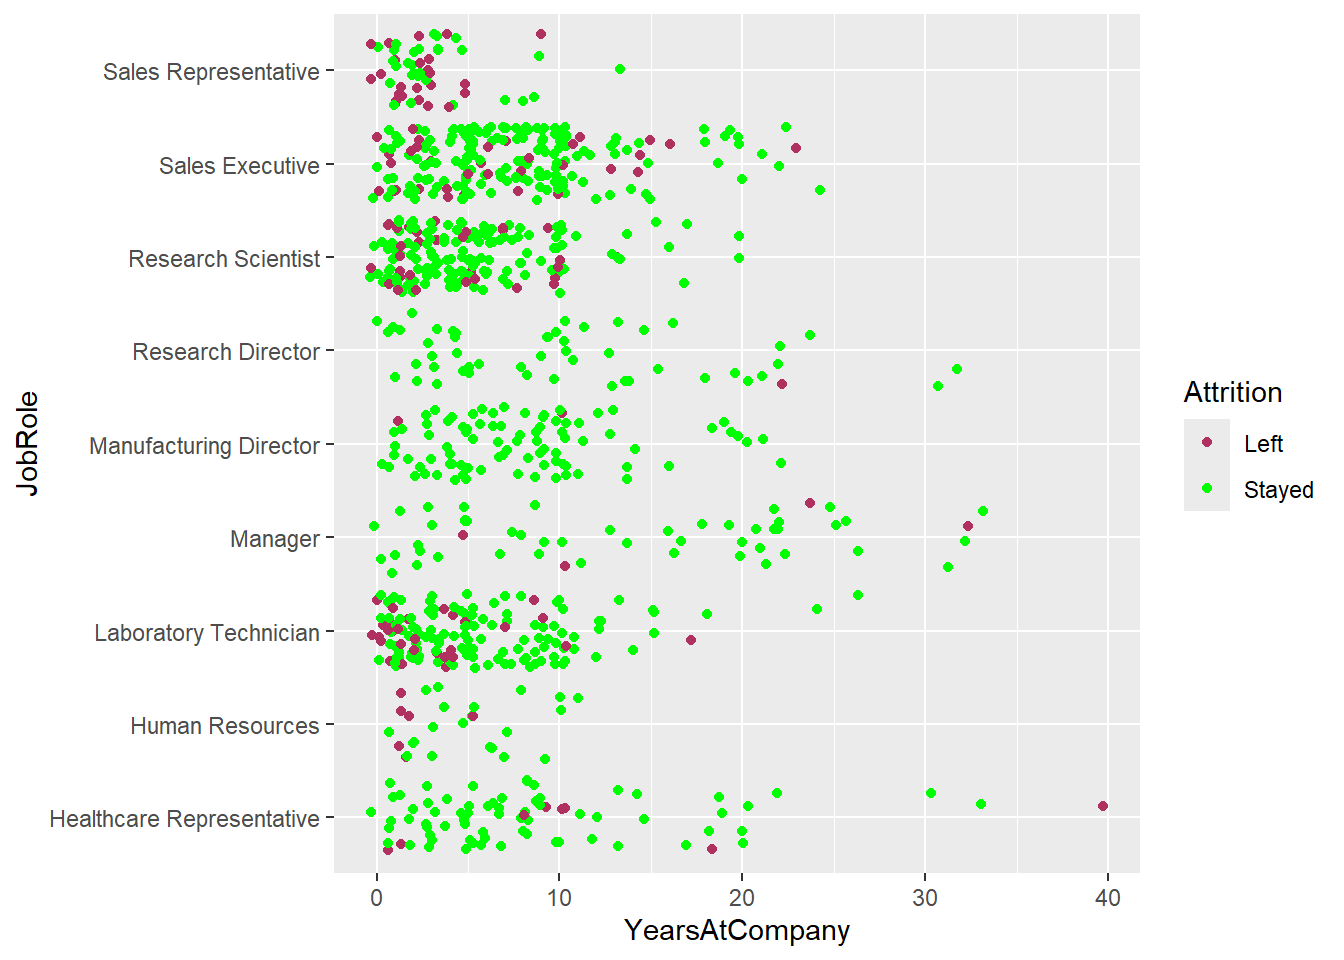 Sales Representative
Sales Executive
Research Scientist
Research Director
Manufacturing Director
Manager
Laboratory Technician
Human Resources
Healthcare Representative
JobRole
0 10 20 30 40
YearsAtCompany
Attrition
Left
Stayed